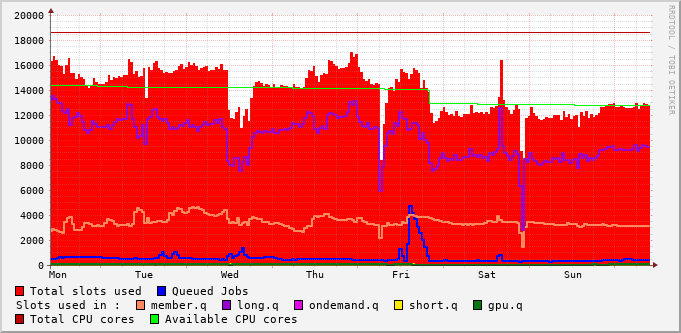 20000
18000
16000
14000
12000
10000
8000
6000
4000
2000
0
Mon Tue Wed Thu Fri Sat Sun
RRDTOOL / TOBI OETIKER
Total slots used Queued Jobs
Slots used in : member.q long.q ondemand.q short.q gpu.q
Total CPU cores Available CPU cores